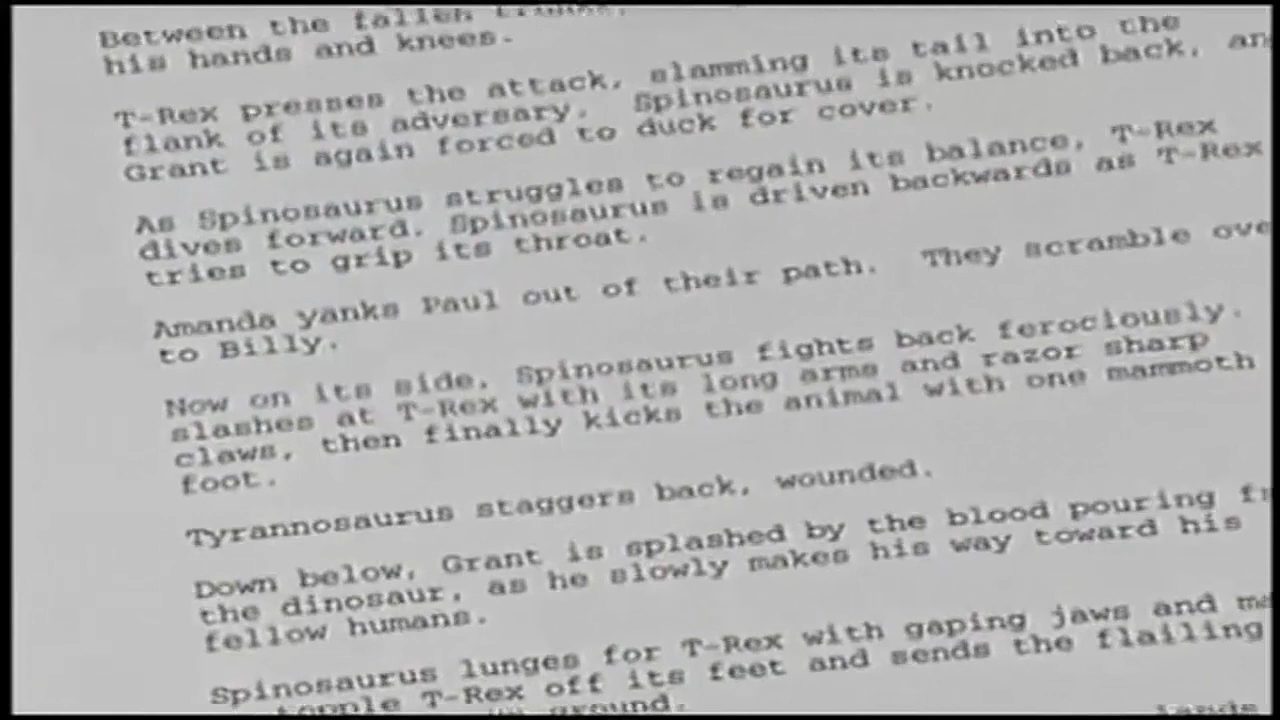 Between the fallen
his hands and knees.
T-Rex presses the attack, slamming its tail into the
flank of its adversary. Spinosaurus is knocked back, an
Grant is again forced to duck for cover.
As Spinosaurus struggles to regain its balance, T-Rex
dives forward. Spinosaurus is driven backwards as T-Rex
tries to grip its throat.
Amanda yanks Paul out of their path. They scramble ove
to Billy.
Now on its side, Spinosaurus fights back ferociously.
slashes at T-Rex with its long arms and razor sharp
claws, then finally kicks the animal with one mammoth
foot.
Tyrannosaurus staggers back, wounded.
Down below, Grant is splashed by the blood pouring fr
the dinosaur, as he slowly makes his way toward his
fellow humans.
Spinosaurus lunges for T-Rex with gaping jaws and ma
topple T-Rex off its feet and sends the flailing
ground.
lands